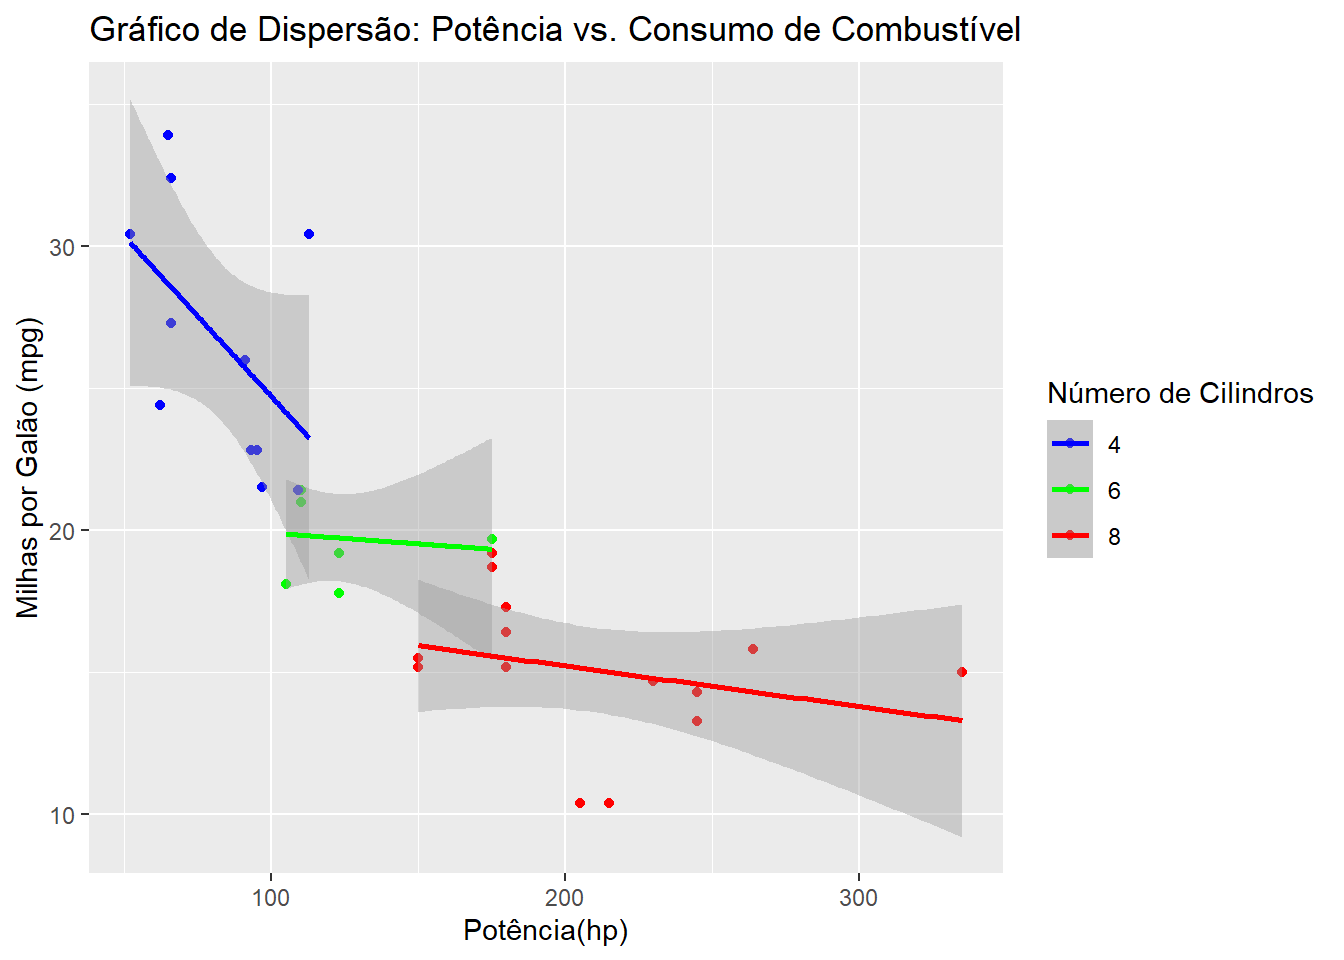 Gráfico de Dispersão: Potência vs. Consumo de Combustível
Milhas por Galão (mpg)
30
20
10
100 200 300
Potência(hp)
Número de Cilindros
4
6
8